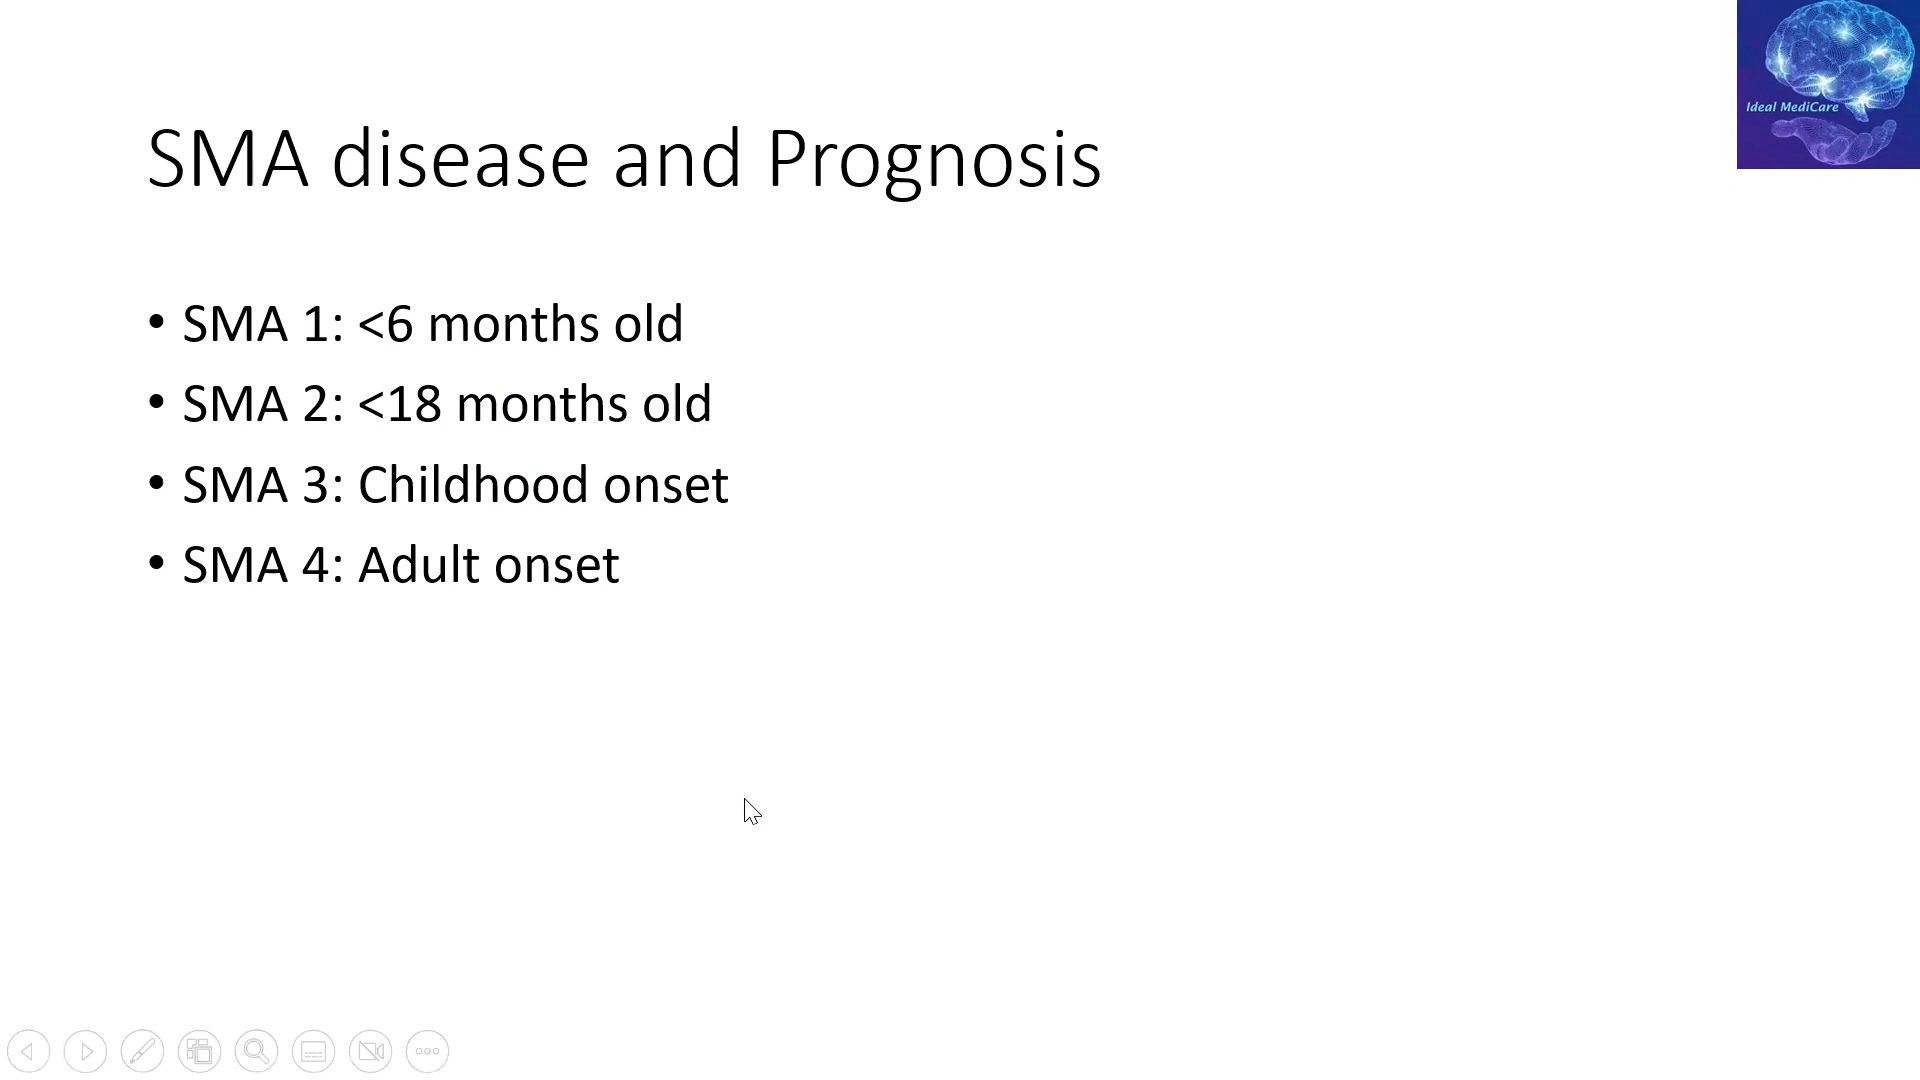 Ideal MediCare
SMA disease and Prognosis
• SMA 1: <6 months old
• SMA 2: <18 months old
• SMA 3: Childhood onset
• SMA 4: Adult onset